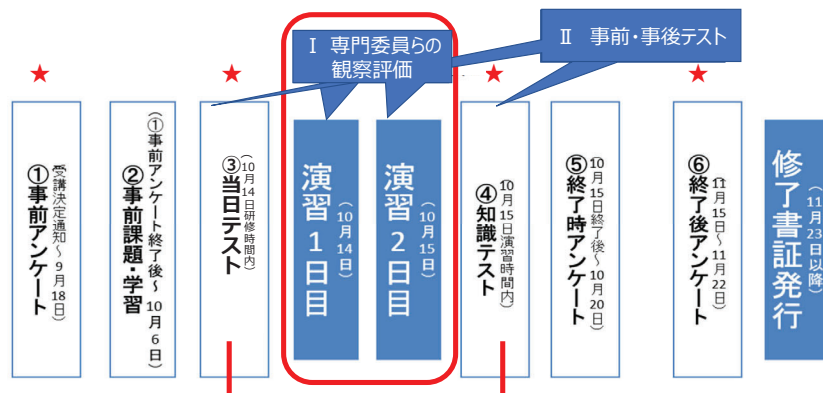 Ⅰ 専門委員らの
観察評価
Ⅱ 事前・事後テスト
★
★
★
★
①事前アンケート
(受講決定通知～9月18日)
②事前課題・学習
(①事前アンケート終了後～10月6日)
③当日テスト
(10月14日研修時間内)
演習1日目
(10月14日)
演習2日目
(10月15日)
④知識テスト
(10月15日演習時間内)
⑤終了時アンケート
(10月15日終了後～10月20日)
⑥終了後アンケート
(11月15日～11月22日)
修了書証発行
(11月23日以降)